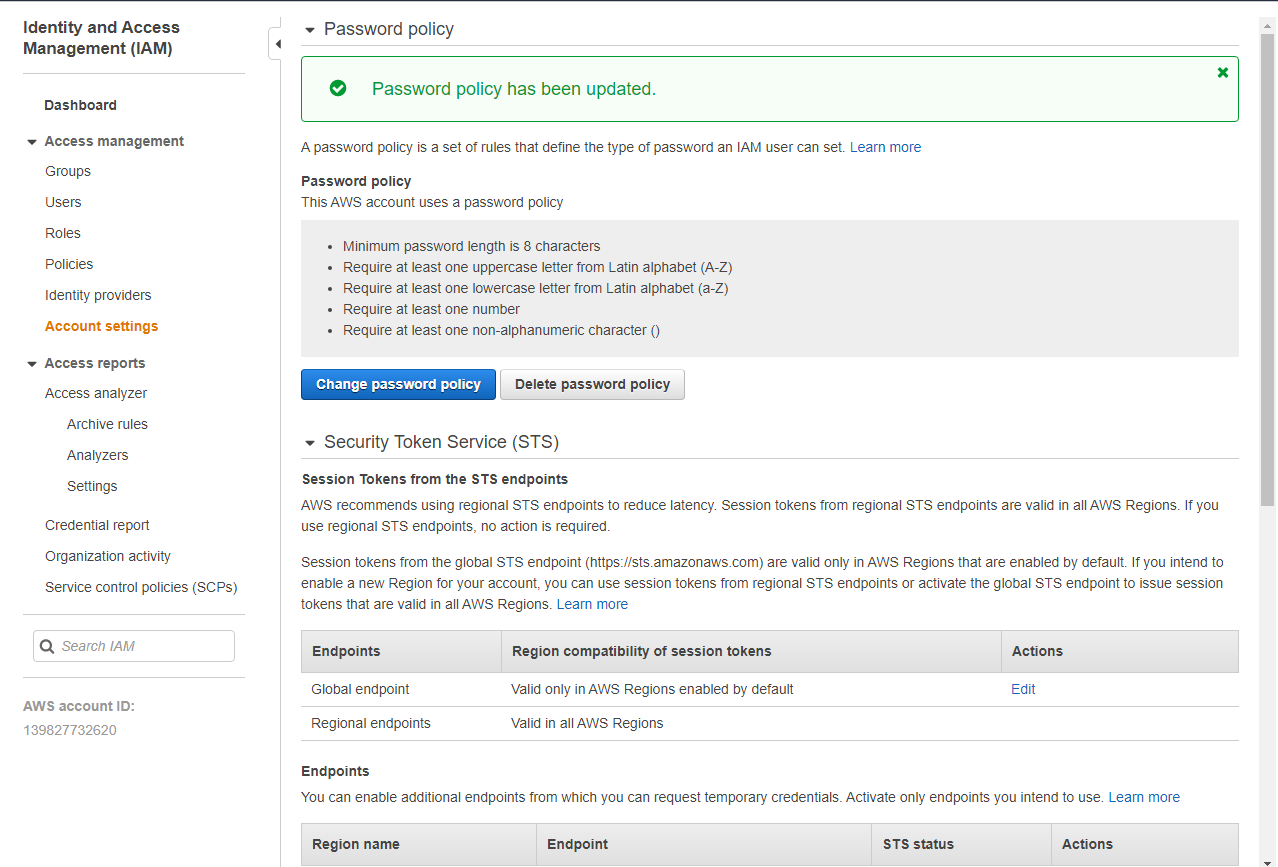 Identity and Access
Management (IAM)
Dashboard
Access management
Groups
Users
Roles
Policies
Identity providers
Account settings
Access reports
Access analyzer
Archive rules
Analyzers
Settings
Credential report
Organization activity
Service control policies (SCPs)
Search IAM
AWS account ID:
139827732620
Password policy
Password policy has been updated.
A password policy is a set of rules that define the type of password an IAM user can set. Learn more
Password policy
This AWS account uses a password policy
• Minimum password length is 8 characters
• Require at least one uppercase letter from Latin alphabet (A-Z)
• Require at least one lowercase letter from Latin alphabet (a-Z)
• Require at least one number
• Require at least one non-alphanumeric character ()
Change password policy Delete password policy
Security Token Service (STS)
Session Tokens from the STS endpoints
AWS recommends using regional STS endpoints to reduce latency. Session tokens from regional STS endpoints are valid in all AWS Regions. If you
use regional STS endpoints, no action is required.
Session tokens from the global STS endpoint (https://sts.amazonaws.com) are valid only in AWS Regions that are enabled by default. If you intend to
enable a new Region for your account, you can use session tokens from regional STS endpoints or activate the global STS endpoint to issue session
tokens that are valid in all AWS Regions. Learn more
Endpoints Region compatibility of session tokens Actions
Global endpoint Valid only in AWS Regions enabled by default Edit
Regional endpoints Valid in all AWS Regions
Endpoints
You can enable additional endpoints from which you can request temporary credentials. Activate only endpoints you intend to use. Learn more
Region name Endpoint STS status Actions